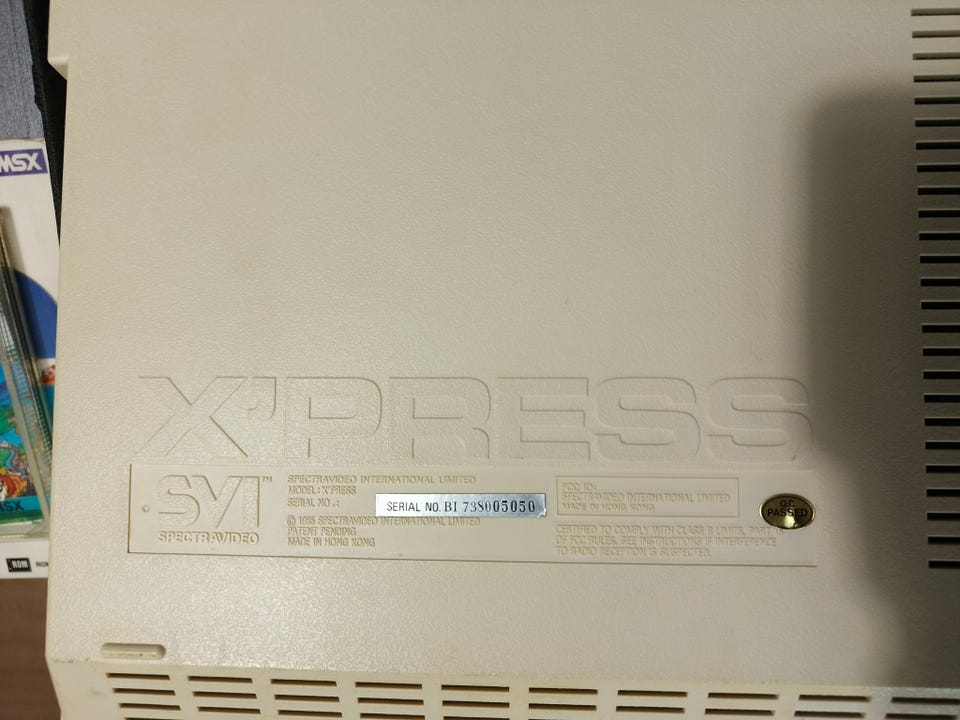 MSX
X'PRESS
SVI™
SPECTRAVIDEO
SPECTRAVIDEO INTERNATIONAL LIMITED
MODEL: X'PRESS
SERIAL NO.:
SERIAL NO. BI 738005050
© 1985 SPECTRAVIDEO INTERNATIONAL LIMITED
PATENT PENDING
MADE IN HONG KONG
FCC ID:
SPECTRAVIDEO INTERNATIONAL LIMITED
MADE IN HONG KONG
CERTIFIED TO COMPLY WITH CLASS B LIMITS, PART
OF FCC RULES. SEE INSTRUCTIONS IF INTERFERENCE
TO RADIO RECEPTION IS SUSPECTED.
Q.C
PASSED
MSX
ROM